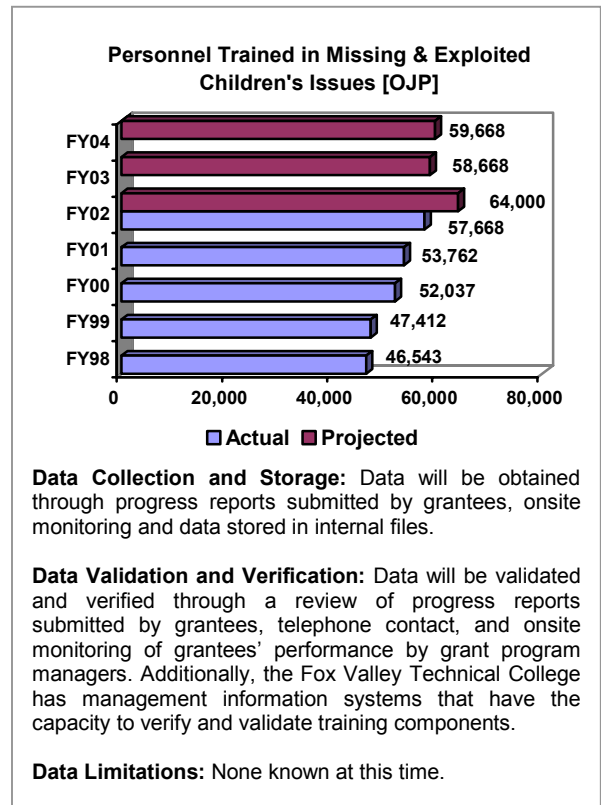 Personnel Trained in Missing & Exploited
Children's Issues [OJP]
FY04 59,668
FY03 58,668
64,000
FY02 57,668
FY01 53,762
FY00 52,037
FY99 47,412
FY98 46,543
0 20,000 40,000 60,000 80,000
Actual Projected
Data Collection and Storage: Data will be obtained
through progress reports submitted by grantees, onsite
monitoring and data stored in internal files.
Data Validation and Verification: Data will be validated
and verified through a review of progress reports
submitted by grantees, telephone contact, and onsite
monitoring of grantees' performance by grant program
managers. Additionally, the Fox Valley Technical College
has management information systems that have the
capacity to verify and validate training components.
Data Limitations: None known at this time.